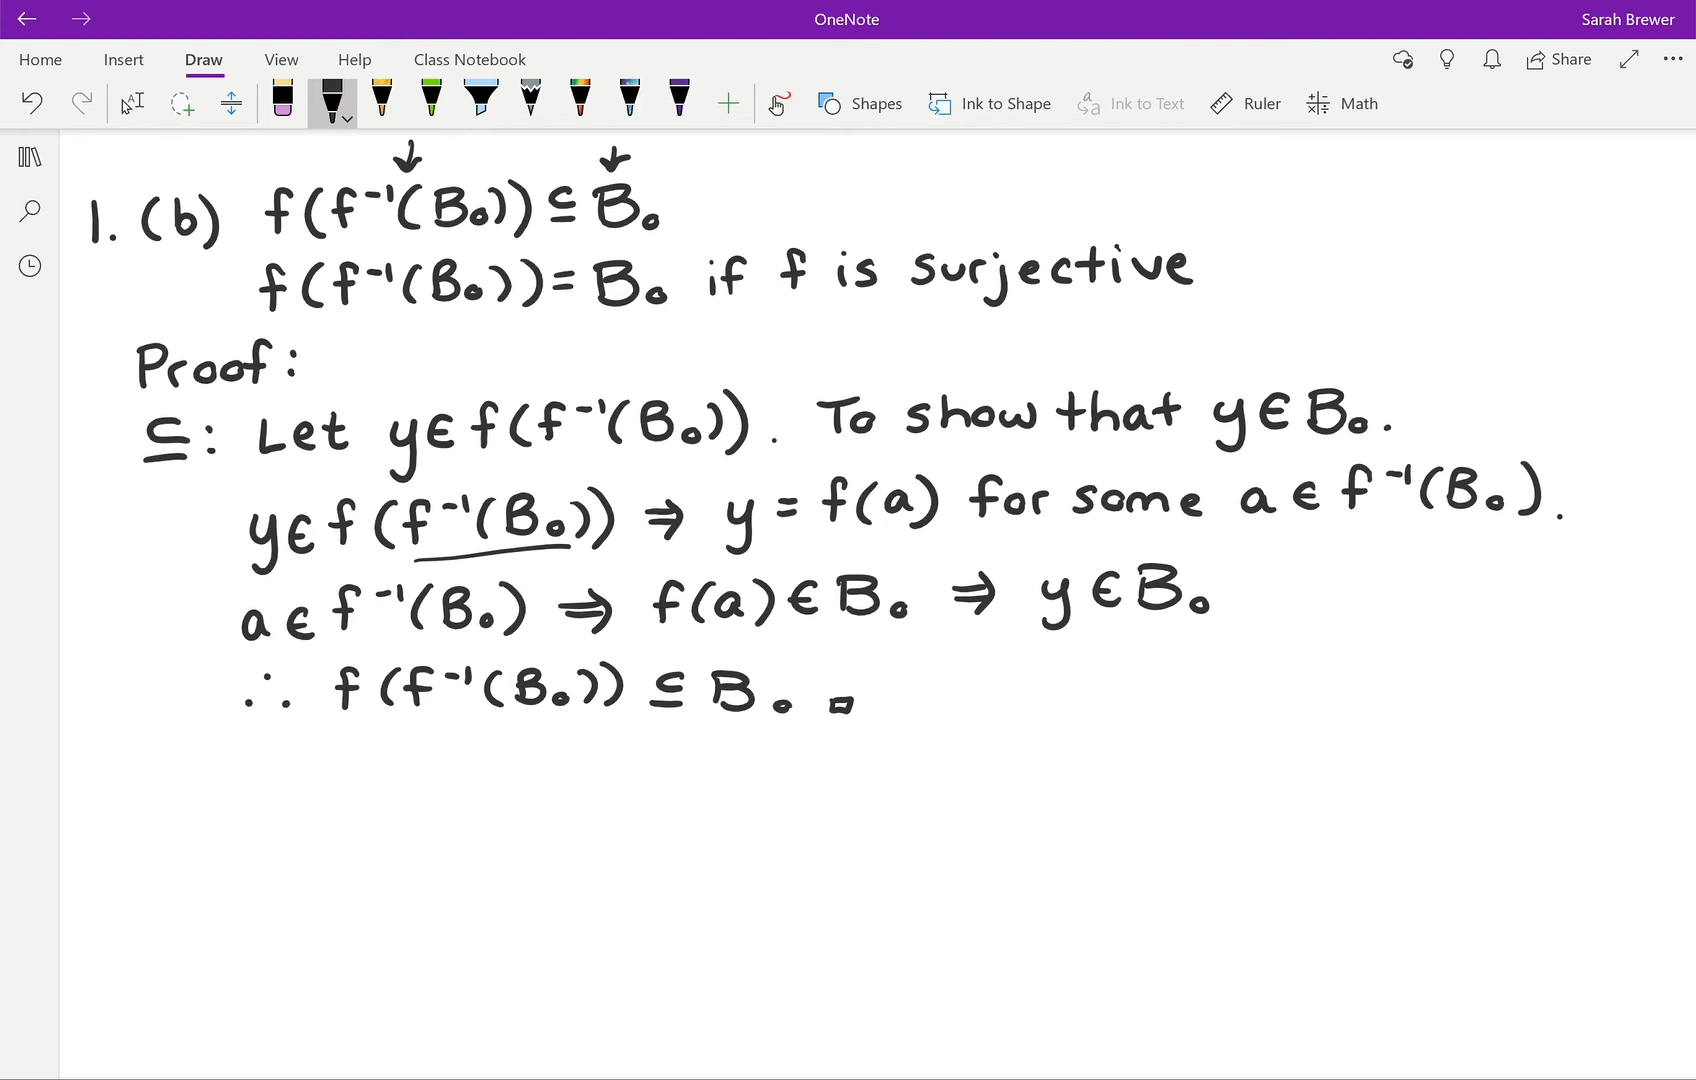 OneNote
Sarah Brewer
Home Insert Draw View Help Class Notebook Share
Shapes Ink to Shape Ink to Text Ruler Math
1. (b) f(f⁻¹(B₀)) ⊆ B₀
f(f⁻¹(B₀)) = B₀ if f is surjective
Proof:
⊆: Let y ∈ f(f⁻¹(B₀)). To show that y ∈ B₀.
y ∈ f(f⁻¹(B₀)) ⇒ y = f(a) for some a ∈ f⁻¹(B₀).
a ∈ f⁻¹(B₀) ⇒ f(a) ∈ B₀ ⇒ y ∈ B₀
∴ f(f⁻¹(B₀)) ⊆ B₀ □